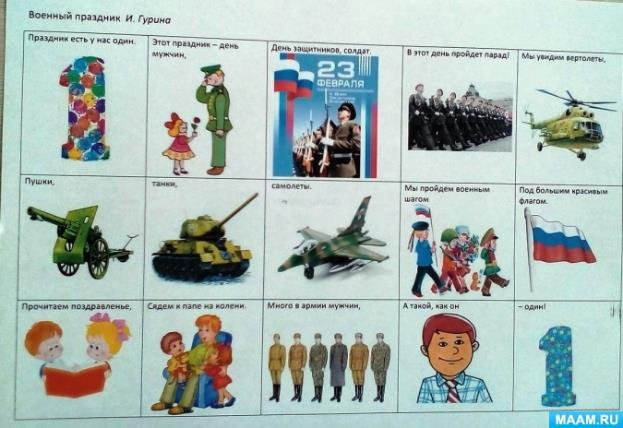 Военный праздник И. Гурина
Праздник есть у нас один.
Этот праздник – день
мужчин,
День защитников, солдат.
23
ФЕВРАЛЯ
В этот день пройдет парад!
Мы увидим вертолеты,
Пушки,
танки,
самолеты.
Мы пройдем военным
шагом
Под большим красивым
флагом.
Прочитаем поздравленье,
Сядем к папе на колени.
Много в армии мужчин,
А такой, как он
– один!
MAAM.RU